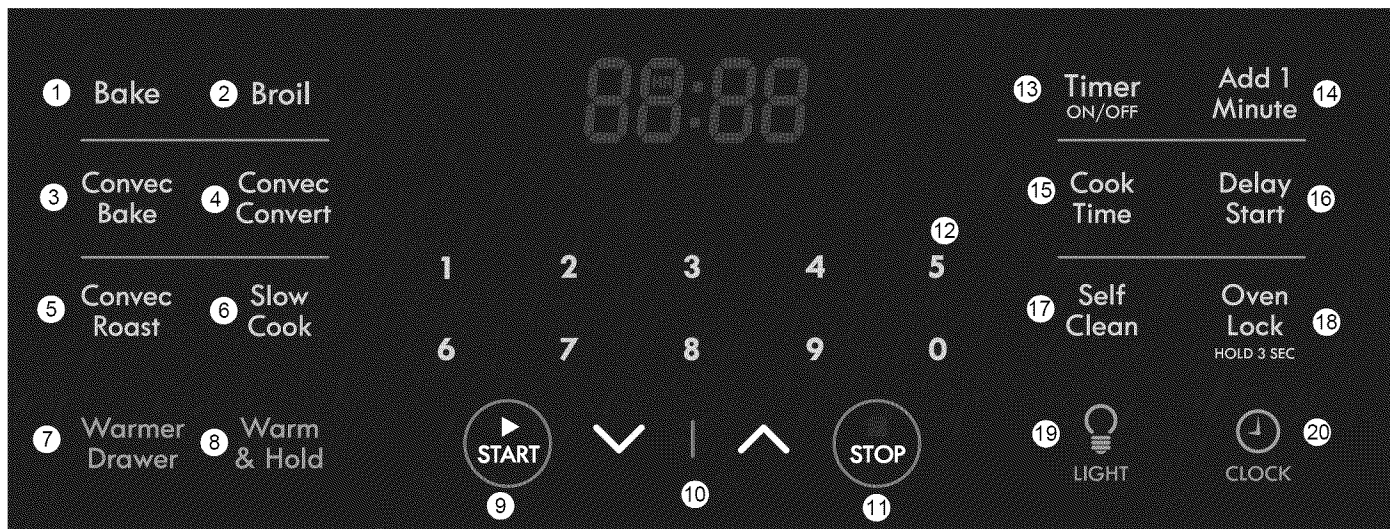 88:88
1 Bake 2 Broil
3 Convec Bake
4 Convec Convert
5 Convec Roast
6 Slow Cook
7 Warmer Drawer
8 Warm & Hold
12
1 2 3 4 5
6 7 8 9 0
START
9
10
STOP
11
13 Timer
ON/OFF
Add 1
Minute 14
15 Cook
Time
Delay
Start 16
17 Self
Clean
Oven
Lock 18
HOLD 3 SEC
19
LIGHT
20
CLOCK